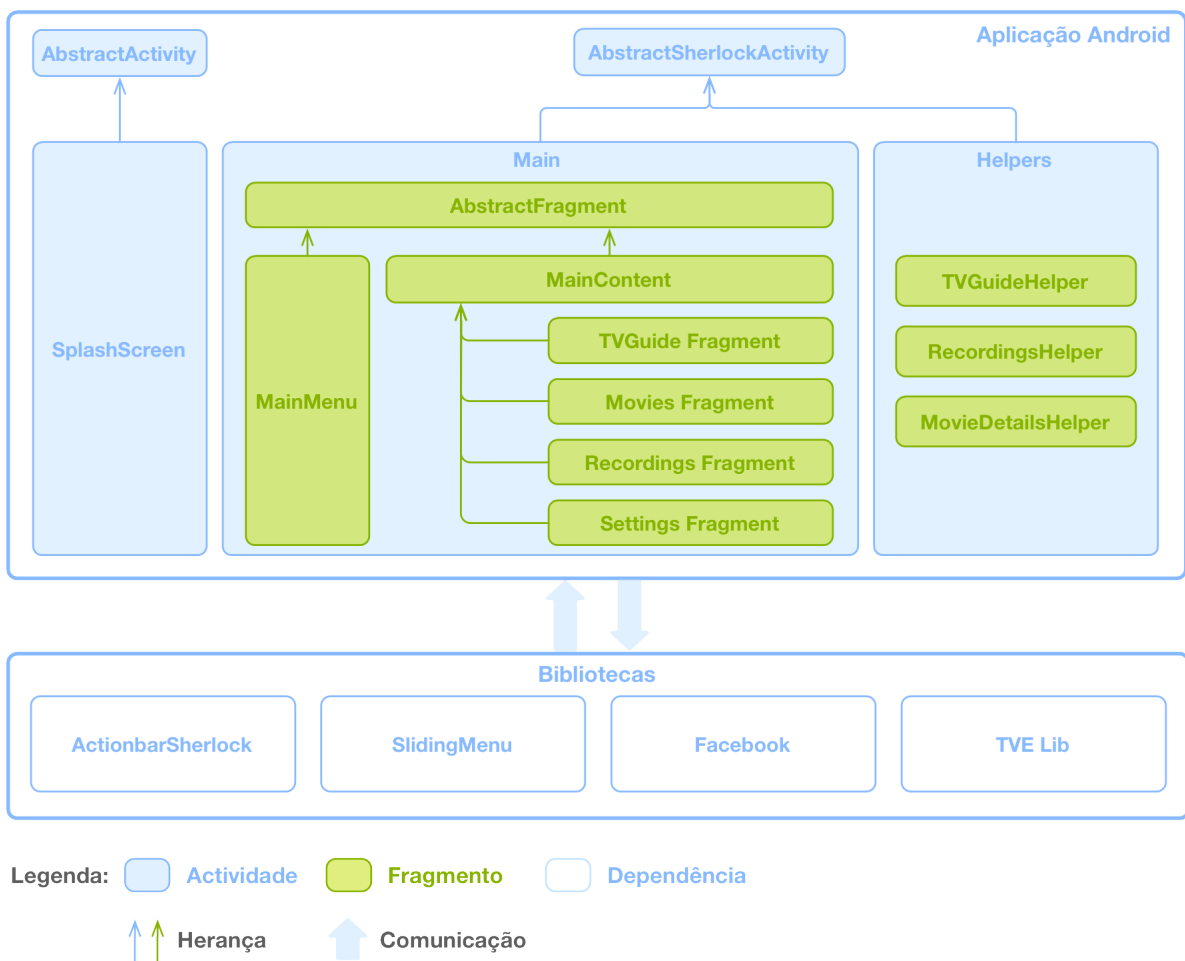 Aplicação Android
AbstractActivity
AbstractSherlockActivity
SplashScreen
Main
AbstractFragment
MainMenu
MainContent
TVGuide Fragment
Movies Fragment
Recordings Fragment
Settings Fragment
Helpers
TVGuideHelper
RecordingsHelper
MovieDetailsHelper
Bibliotecas
ActionbarSherlock
SlidingMenu
Facebook
TVE Lib
Legenda:
Actividade
Fragmento
Dependência
Herança
Comunicação